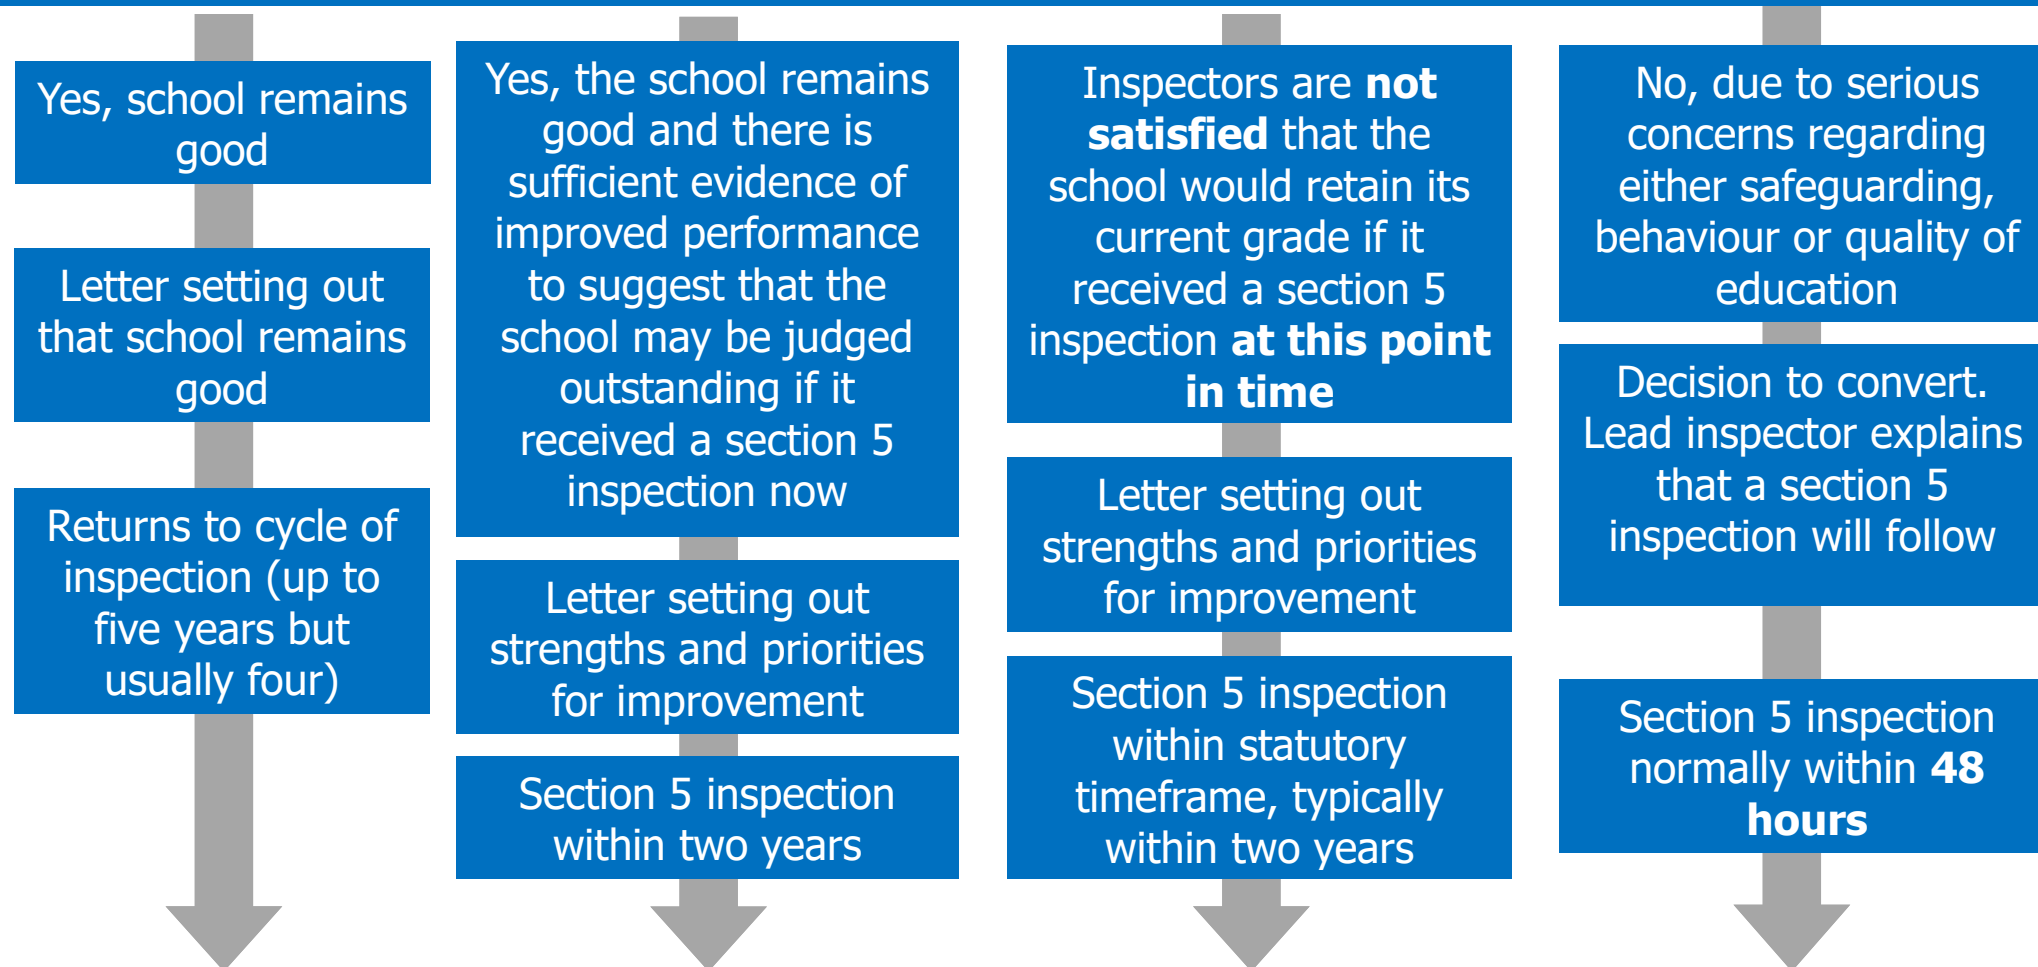 Yes, school remains
good
Letter setting out
that school remains
good
Returns to cycle of
inspection (up to
five years but
usually four)
Yes, the school remains
good and there is
sufficient evidence of
improved performance
to suggest that the
school may be judged
outstanding if it
received a section 5
inspection now
Letter setting out
strengths and priorities
for improvement
Section 5 inspection
within two years
Inspectors are not
satisfied that the
school would retain its
current grade if it
received a section 5
inspection at this point
in time
Letter setting out
strengths and priorities
for improvement
Section 5 inspection
within statutory
timeframe, typically
within two years
No, due to serious
concerns regarding
either safeguarding,
behaviour or quality of
education
Decision to convert.
Lead inspector explains
that a section 5
inspection will follow
Section 5 inspection
normally within 48
hours